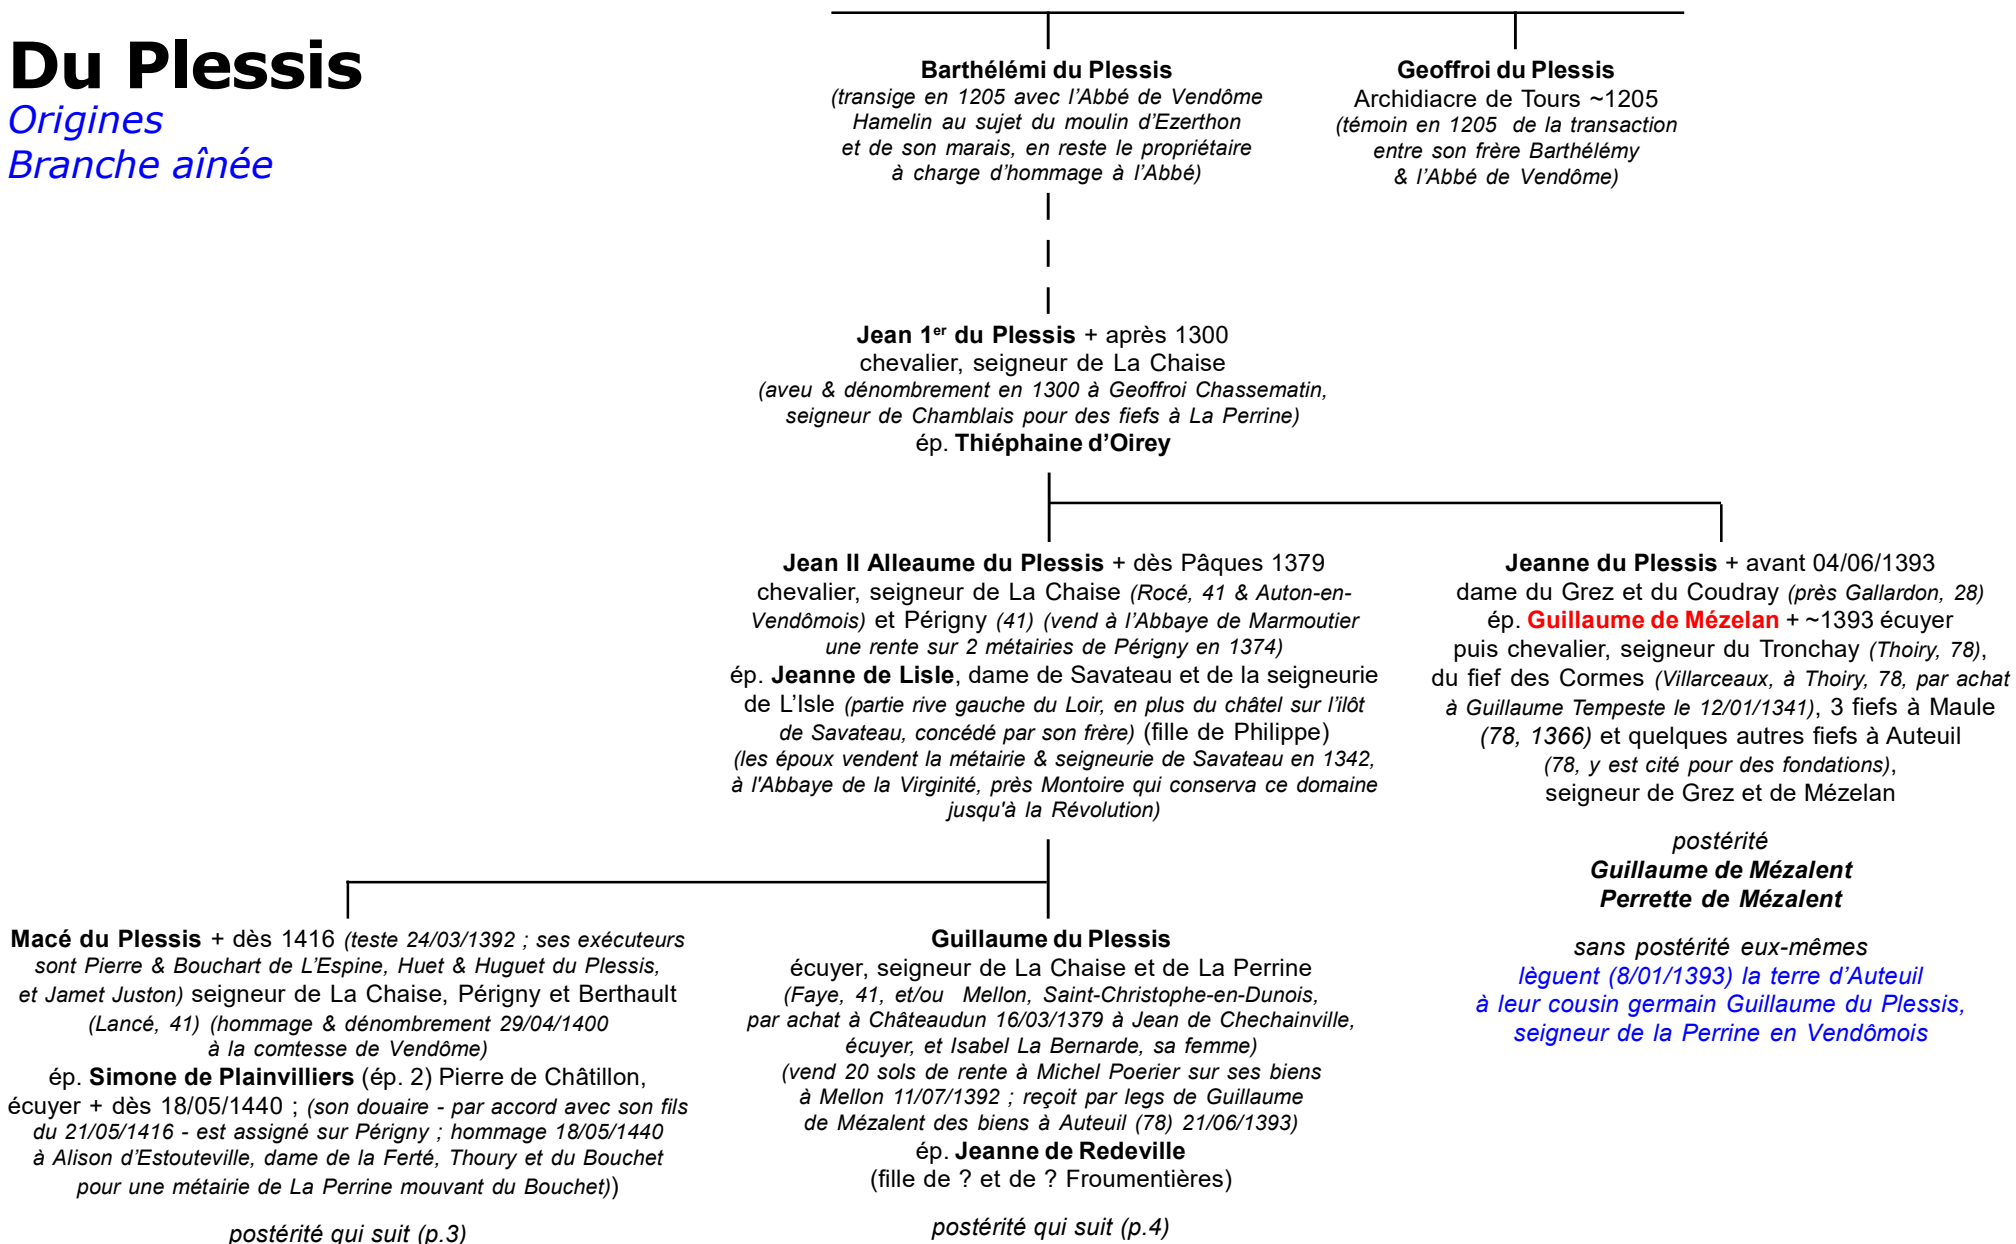 Du Plessis
Origines
Branche aînée
Barthélémi du Plessis
(transige en 1205 avec l’Abbé de Vendôme
Hamelin au sujet du moulin d’Ezerthon
et de son marais, en reste le propriétaire
à charge d’hommage à l’Abbé)
Geoffroi du Plessis
Archidiacre de Tours ~1205
(témoin en 1205 de la transaction
entre son frère Barthélémy
& l’Abbé de Vendôme)
Jean 1er du Plessis + après 1300
chevalier, seigneur de La Chaise
(aveu & dénombrement en 1300 à Geoffroi Chassematin,
seigneur de Chamblais pour des fiefs à La Perrine)
ép. Thiéphaine d’Oirey
Jean II Alleaume du Plessis + dès Pâques 1379
chevalier, seigneur de La Chaise (Rocé, 41 & Auton-en-
Vendômois) et Périgny (41) (vend à l’Abbaye de Marmoutier
une rente sur 2 métairies de Périgny en 1374)
ép. Jeanne de Lisle, dame de Savateau et de la seigneurie
de L’Isle (partie rive gauche du Loir, en plus du châtel sur l’ilôt
de Savateau, concédé par son frère) (fille de Philippe)
(les époux vendent la métairie & seigneurie de Savateau en 1342,
à l'Abbaye de la Virginité, près Montoire qui conserva ce domaine
jusqu'à la Révolution)
Jeanne du Plessis + avant 04/06/1393
dame du Grez et du Coudray (près Gallardon, 28)
ép. Guillaume de Mézelan + ~1393 écuyer
puis chevalier, seigneur du Tronchay (Thoiry, 78),
du fief des Cormes (Villarceaux, à Thoiry, 78, par achat
à Guillaume Tempeste le 12/01/1341), 3 fiefs à Maule
(78, 1366) et quelques autres fiefs à Auteuil
(78, y est cité pour des fondations),
seigneur de Grez et de Mézelan
postérité
Guillaume de Mézalent
Perrette de Mézalent
sans postérité eux-mêmes
lèguent (8/01/1393) la terre d’Auteuil
à leur cousin germain Guillaume du Plessis,
seigneur de la Perrine en Vendômois
Macé du Plessis + dès 1416 (teste 24/03/1392 ; ses exécuteurs
sont Pierre & Bouchart de L’Espine, Huet & Huguet du Plessis,
et Jamet Juston) seigneur de La Chaise, Périgny et Berthault
(Lancé, 41) (hommage & dénombrement 29/04/1400
à la comtesse de Vendôme)
ép. Simone de Plainvilliers (ép. 2) Pierre de Châtillon,
écuyer + dès 18/05/1440 ; (son douaire - par accord avec son fils
du 21/05/1416 - est assigné sur Périgny ; hommage 18/05/1440
à Alison d’Estouteville, dame de la Ferté, Thoury et du Bouchet
pour une métairie de La Perrine mouvant du Bouchet))
postérité qui suit (p.3)
Guillaume du Plessis
écuyer, seigneur de La Chaise et de La Perrine
(Faye, 41, et/ou Mellon, Saint-Christophe-en-Dunois,
par achat à Châteaudun 16/03/1379 à Jean de Chechainville,
écuyer, et Isabel La Bernarde, sa femme)
(vend 20 sols de rente à Michel Poerier sur ses biens
à Mellon 11/07/1392 ; reçoit par legs de Guillaume
de Mézalent des biens à Auteuil (78) 21/06/1393)
ép. Jeanne de Redeville
(fille de ? et de ? Froumentières)
postérité qui suit (p.4)